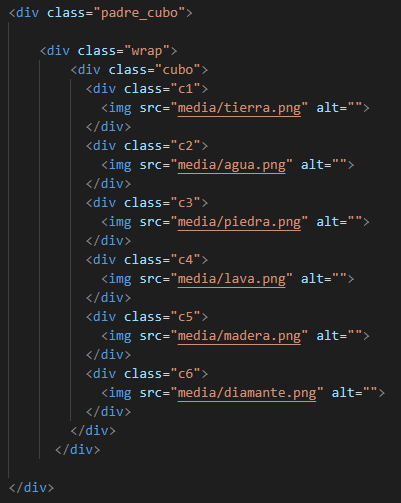 <div class="padre_cubo">
<div class="wrap">
<div class="cubo">
<div class="c1">
<img src="media/tierra.png" alt="">
</div>
<div class="c2">
<img src="media/agua.png" alt="">
</div>
<div class="c3">
<img src="media/piedra.png" alt="">
</div>
<div class="c4">
<img src="media/lava.png" alt="">
</div>
<div class="c5">
<img src="media/madera.png" alt="">
</div>
<div class="c6">
<img src="media/diamante.png" alt="">
</div>
</div>
</div>
</div>